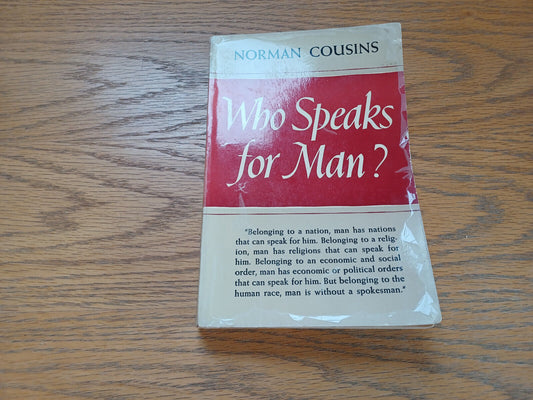 NORMAN COUSINS
Who Speaks
for Man?
"Belonging to a nation, man has nations
that can speak for him. Belonging to a relig-
ion, man has religions that can speak for
him. Belonging to an economic and social
order, man has economic or political orders
that can speak for him. But belonging to the
human race, man is without a spokesman."